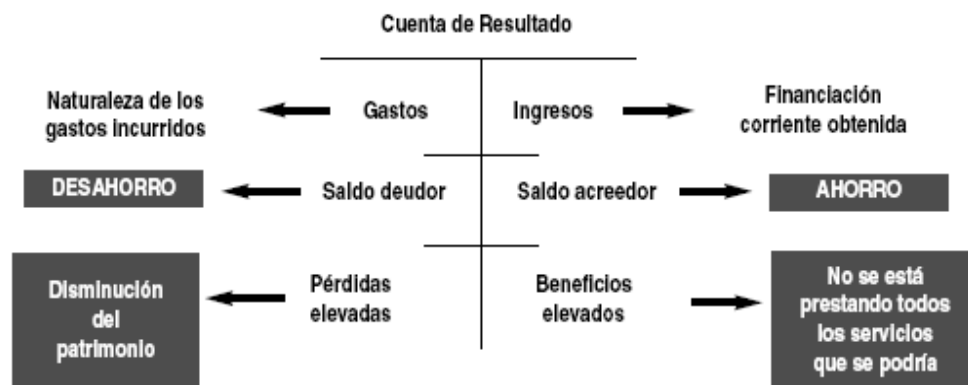 Cuenta de Resultado
Naturaleza de los
gastos incurridos
Gastos
Ingresos
Financiación
corriente obtenida
DESAHORRO
Saldo deudor
Saldo acreedor
AHORRO
Disminución
del
patrimonio
Pérdidas
elevadas
Beneficios
elevados
No se está
prestando todos
los servicios
que se podría